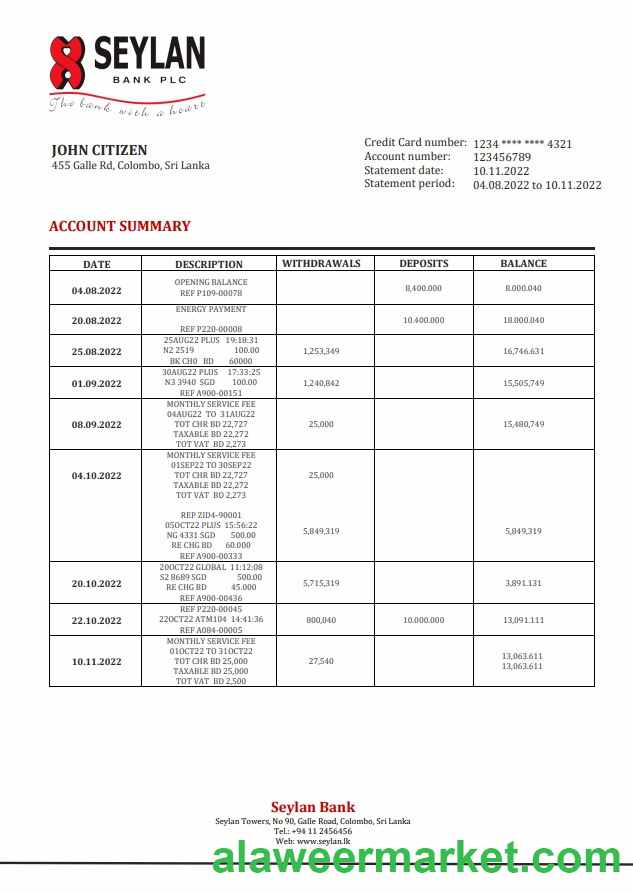 SEYLAN
BANK PLC
The bank with a heart
JOHN CITIZEN
455 Galle Rd, Colombo, Sri Lanka
Credit Card number: 1234 **** **** 4321
Account number: 123456789
Statement date: 10.11.2022
Statement period: 04.08.2022 to 10.11.2022
ACCOUNT SUMMARY
DATE DESCRIPTION WITHDRAWALS DEPOSITS BALANCE
OPENING BALANCE
04.08.2022 8,400.000 8.000.040
REF P109-00078
ENERGY PAYMENT
20.08.2022 10.400.000 18.000.040
REF P220-00008
25AUG22 PLUS 19:18:31
25.08.2022 N2 2519 100.00 1,253,349 16,746.631
BK CH0 BD 60000
30AUG22 PLUS 17:33:25
01.09.2022 N3 3940 SGD 100.00 1,240,842 15,505,749
REF A900-00151
MONTHLY SERVICE FEE
04AUG22 TO 31AUG22
08.09.2022 TOT CHR BD 22,727 25,000 15,480,749
TAXABLE BD 22,272
TOT VAT BD 2,273
MONTHLY SERVICE FEE
01SEP22 TO 30SEP22
04.10.2022 TOT CHR BD 22,727 25,000
TAXABLE BD 22,272
TOT VAT BD 2,273
REP ZID4-90001
05OCT22 PLUS 15:56:22
NG 4331 SGD 500.00 5,849,319 5,849,319
RE CHG BD 60.000
REF A900-00333
20OCT22 GLOBAL 11:12:08
S2 8689 SGD 500.00
20.10.2022 5,715,319 3,891.131
RE CHG BD 45.000
REF A900-00436
REF P220-00045
22.10.2022 22OCT22 ATM104 14:41:36 800,040 10.000.000 13,091.111
REF A084-00005
MONTHLY SERVICE FEE
01OCT22 TO 31OCT22
10.11.2022 TOT CHR BD 25,000 27,540 13,063.611
TAXABLE BD 25,000 13,063.611
TOT VAT BD 2,500
Seylan Bank
Seylan Towers, No 90, Galle Road, Colombo, Sri Lanka
Tel.: +94 11 2456456
Web: www.seylan.lk
alaweermarket.com